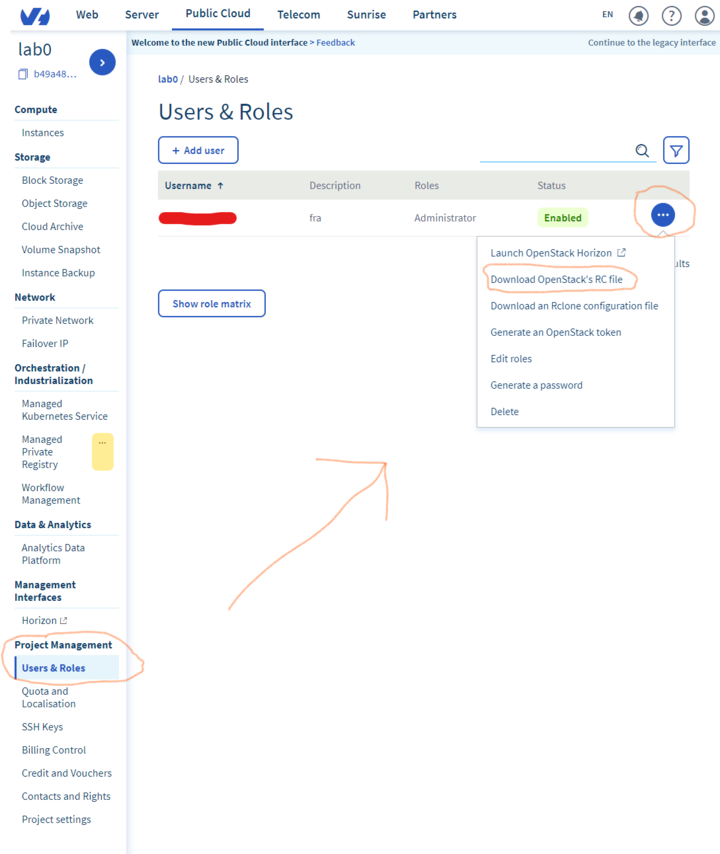 Web Server Public Cloud Telecom Sunrise Partners EN ?
lab0
b49a48...
Welcome to the new Public Cloud interface > Feedback Continue to the legacy interface
Compute
Instances
Storage
Block Storage
Object Storage
Cloud Archive
Volume Snapshot
Instance Backup
Network
Private Network
Failover IP
Orchestration /
Industrialization
Managed
Kubernetes Service
Managed
Private
Registry
...
Workflow
Management
Data & Analytics
Analytics Data
Platform
Management
Interfaces
Horizon
Project Management
Users & Roles
Quota and
Localisation
SSH Keys
Billing Control
Credit and Vouchers
Contacts and Rights
Project settings
lab0 / Users & Roles
Users & Roles
+ Add user
Username ↑ Description Roles Status
fra Administrator Enabled ...
ults
Launch OpenStack Horizon
Download OpenStack's RC file
Download an Rclone configuration file
Generate an OpenStack token
Edit roles
Generate a password
Delete
Show role matrix